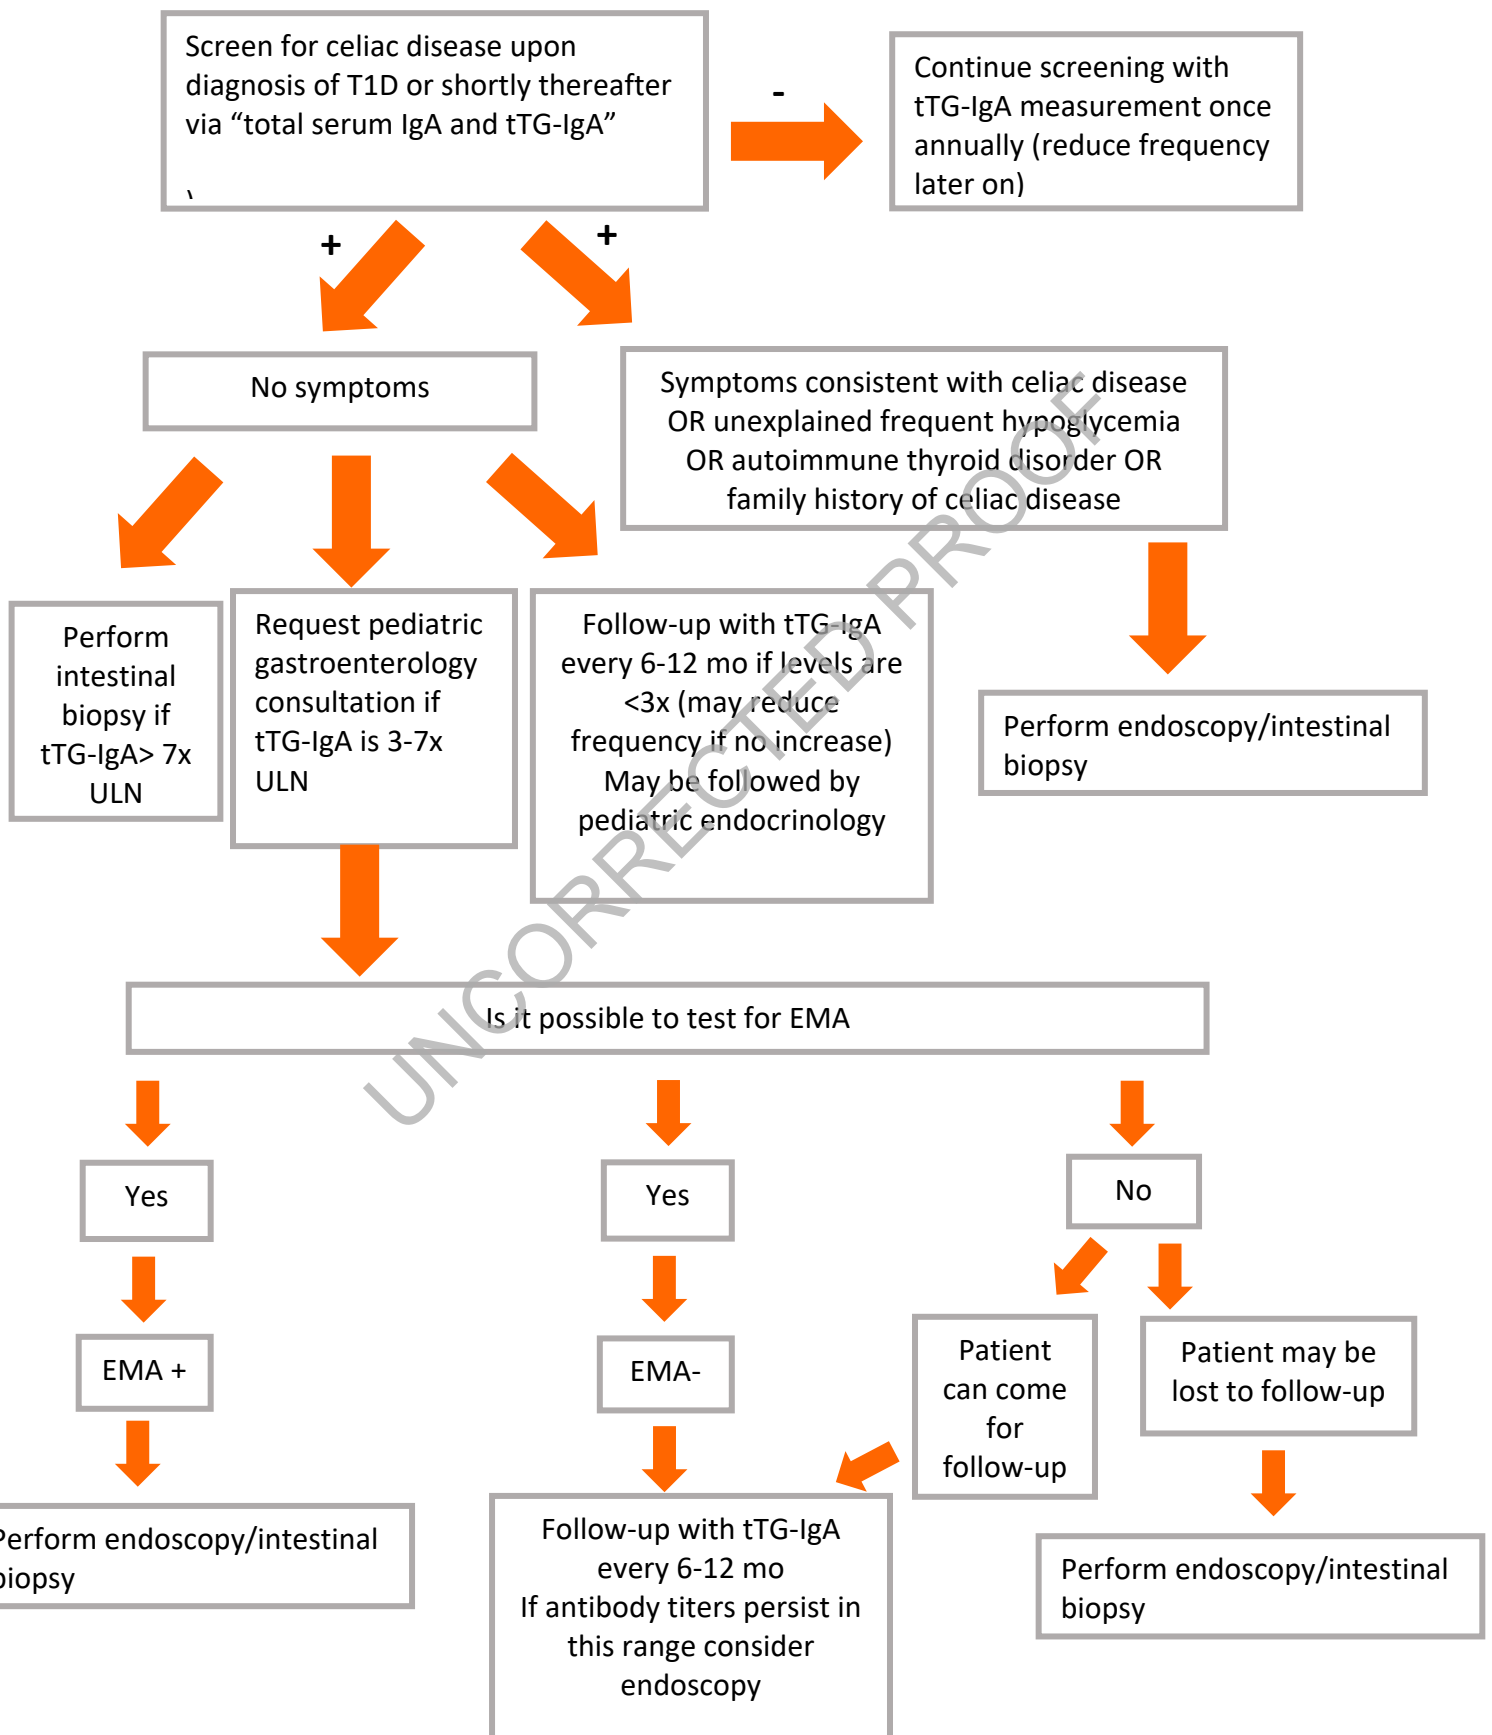 Screen for celiac disease upon
diagnosis of T1D or shortly thereafter
via “total serum IgA and tTG-IgA”
-
Continue screening with
tTG-IgA measurement once
annually (reduce frequency
later on)
+
+
No symptoms
Symptoms consistent with celiac disease
OR unexplained frequent hypoglycemia
OR autoimmune thyroid disorder OR
family history of celiac disease
Perform
intestinal
biopsy if
tTG-IgA> 7x
ULN
Request pediatric
gastroenterology
consultation if
tTG-IgA is 3-7x
ULN
Follow-up with tTG-IgA
every 6-12 mo if levels are
<3x (may reduce
frequency if no increase)
May be followed by
pediatric endocrinology
Perform endoscopy/intestinal
biopsy
UNCORRECTED PROOF
Is it possible to test for EMA
Yes
Yes
No
EMA +
EMA-
Patient
can come
for
follow-up
Patient may be
lost to follow-up
Perform endoscopy/intestinal
biopsy
Follow-up with tTG-IgA
every 6-12 mo
If antibody titers persist in
this range consider
endoscopy
Perform endoscopy/intestinal
biopsy